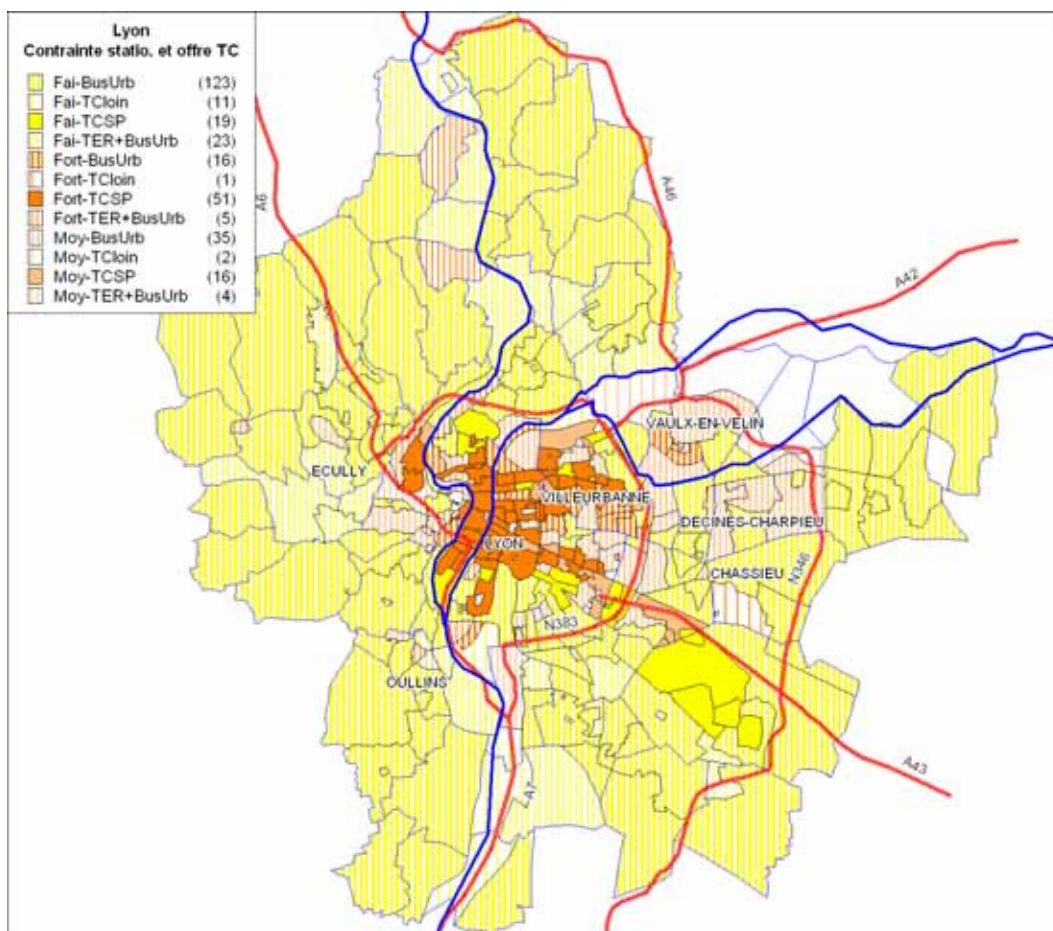 Lyon
Contrainte statio. et offre TC
Fai-BusUrb (123)
Fai-TCloin (11)
Fai-TCSP (19)
Fai-TER+BusUrb (23)
Fort-BusUrb (16)
Fort-TCloin (1)
Fort-TCSP (51)
Fort-TER+BusUrb (5)
Moy-BusUrb (35)
Moy-TCloin (2)
Moy-TCSP (16)
Moy-TER+BusUrb (4)
A6
A46
A42
VAULX-EN-VELIN
ECULLY
VILLEURBANNE
DECINES-CHARPIEU
LYON
CHASSIEU
N346
N383
OULLINS
A7
A43